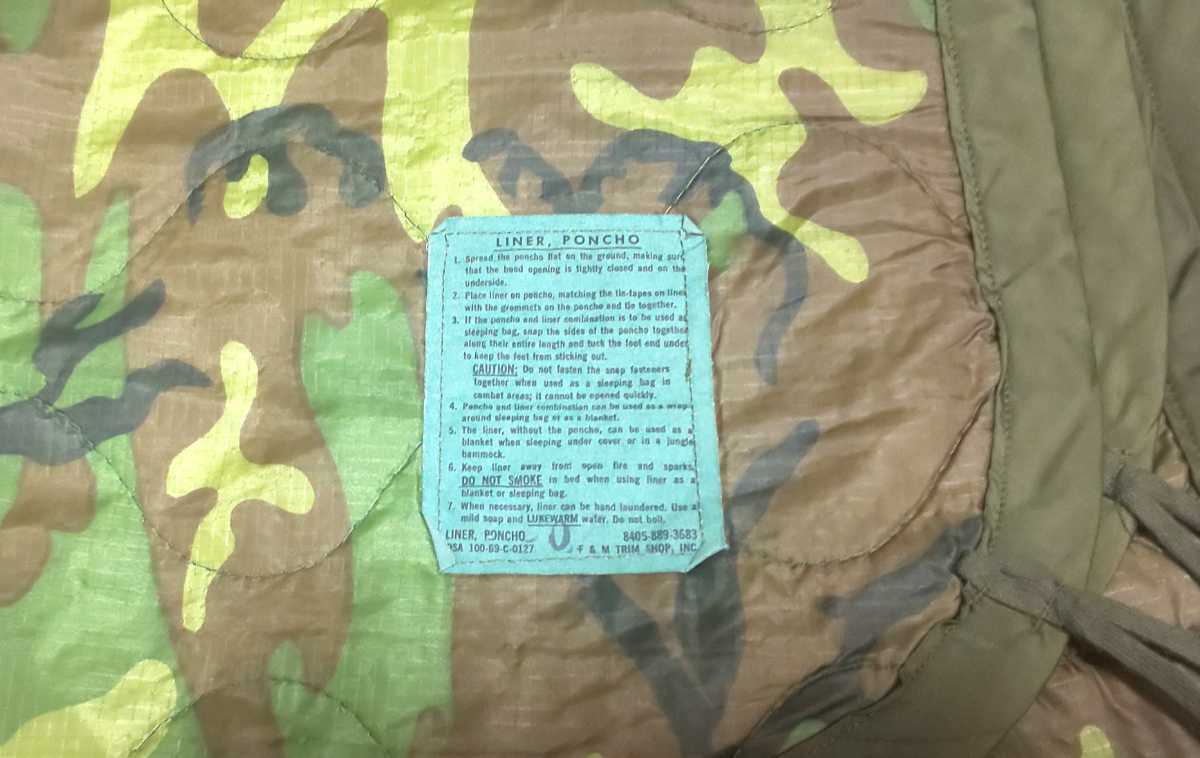 LINER, PONCHO
1. Spread the poncho flat on the ground, making sure
that the hood opening is tightly closed and on the
underside.
2. Place liner on poncho, matching the tie-tapes on liner
with the grommets on the poncho and tie together.
3. If the poncho and liner combination is to be used as
sleeping bag, snap the sides of the poncho together
along their entire length and tuck the foot end under
to keep the feet from sticking out.
CAUTION: Do not fasten the snap fasteners
together when used as a sleeping bag in
combat areas; it cannot be opened quickly.
4. Poncho and liner combination can be used as a wrap-
around sleeping bag or as a blanket.
5. The liner, without the poncho, can be used as a
blanket when sleeping under cover or in a jungle
hammock.
6. Keep liner away from open fire and sparks.
DO NOT SMOKE in bed when using liner as a
blanket or sleeping bag.
7. When necessary, liner can be hand laundered. Use a
mild soap and LUKEWARM water. Do not boil.
LINER, PONCHO 8405-889-3683
DSA 100-69-C-0127 F & M TRIM SHOP, INC.